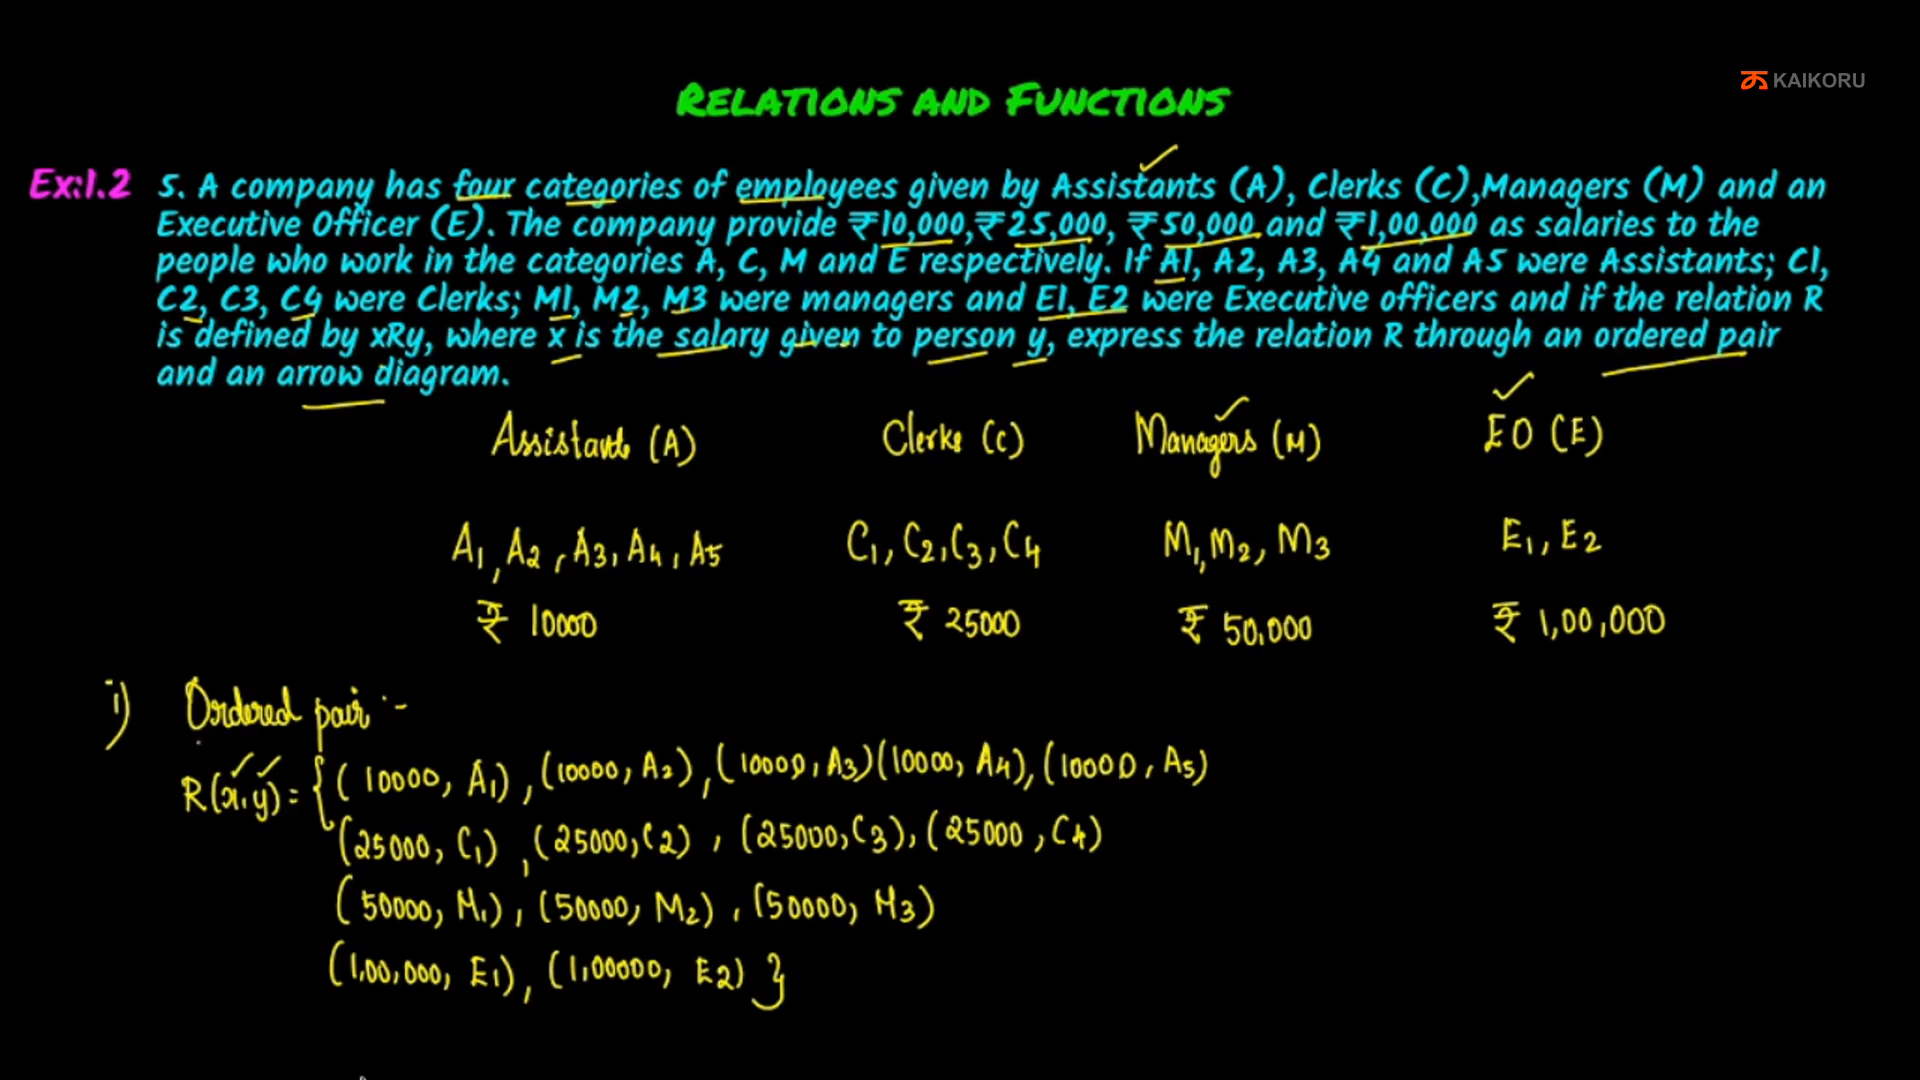 RELATIONS AND FUNCTIONS
KAIKORU
Ex:1.2 5. A company has four categories of employees given by Assistants (A), Clerks (C),Managers (M) and an
Executive Officer (E). The company provide ₹10,000,₹25,000, ₹50,000 and ₹1,00,000 as salaries to the
people who work in the categories A, C, M and E respectively. If A1, A2, A3, A4 and A5 were Assistants; C1,
C2, C3, C4 were Clerks; M1, M2, M3 were managers and E1, E2 were Executive officers and if the relation R
is defined by xRy, where x is the salary given to person y, express the relation R through an ordered pair
and an arrow diagram.
Assistants (A) Clerks (C) Managers (M) EO (E)
A1, A2, A3, A4, A5 C1, C2, C3, C4 M1, M2, M3 E1, E2
₹ 10000 ₹ 25000 ₹ 50,000 ₹ 1,00,000
i) Ordered pair :-
R(x,y) = {(10000, A1), (10000, A2), (10000, A3)(10000, A4), (10000, A5)
(25000, C1), (25000, C2), (25000, C3), (25000, C4)
(50000, M1), (50000, M2), (50000, M3)
(1,00,000, E1), (1,00000, E2)}